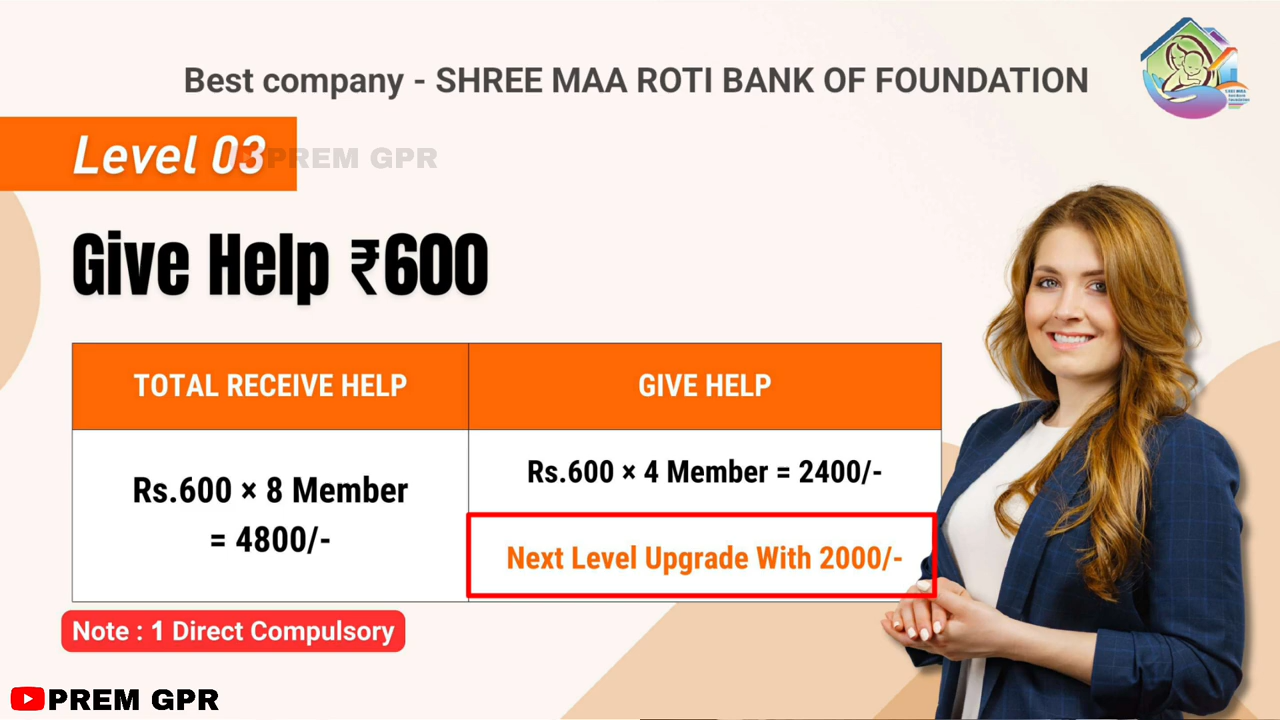 Best company - SHREE MAA ROTI BANK OF FOUNDATION
Level 03
PREM GPR
Give Help ₹600
TOTAL RECEIVE HELP
GIVE HELP
Rs.600 × 8 Member
= 4800/-
Rs.600 × 4 Member = 2400/-
Next Level Upgrade With 2000/-
Note : 1 Direct Compulsory
PREM GPR